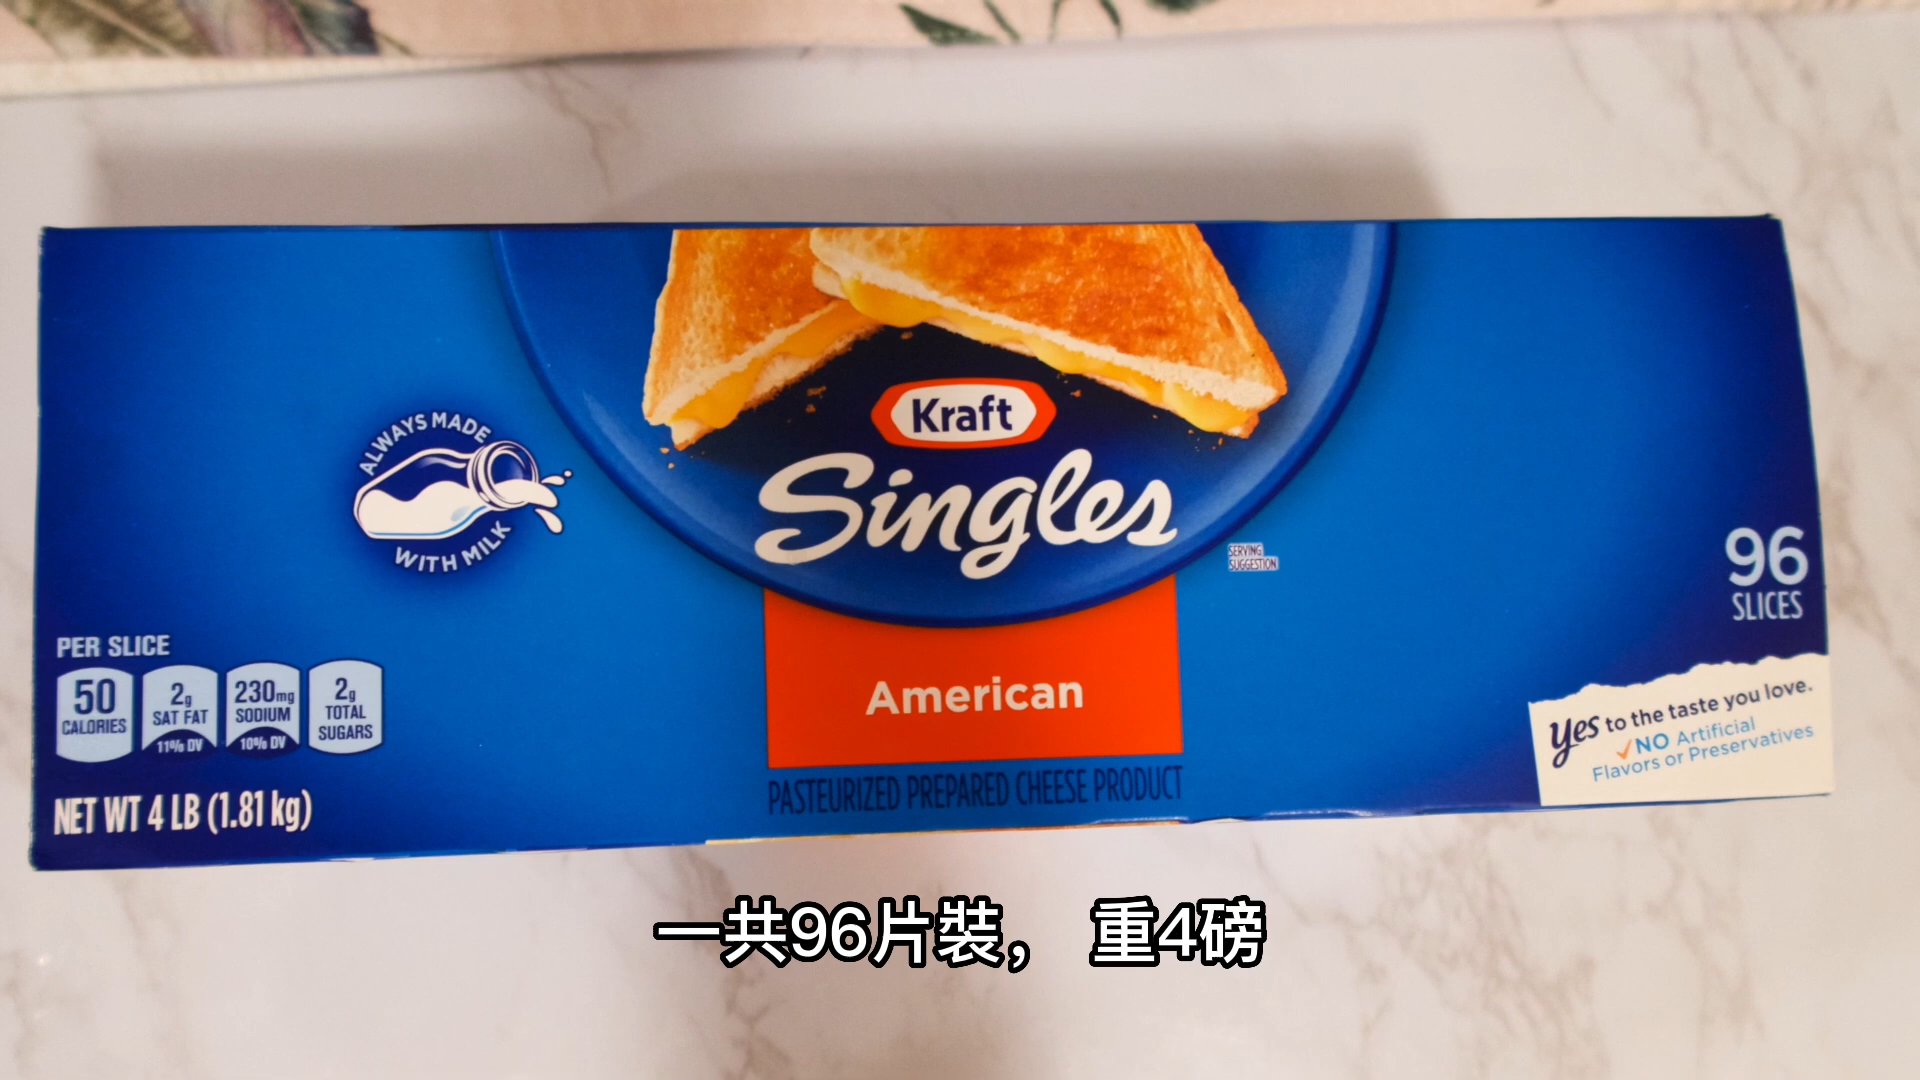 Kraft
Singles
ALWAYS MADE
WITH MILK
SERVING
SUGGESTION
96
SLICES
PER SLICE
50
CALORIES
2g
SAT FAT
11% DV
230mg
SODIUM
10% DV
2g
TOTAL
SUGARS
American
yes to the taste you love.
✓NO Artificial
Flavors or Preservatives
PASTEURIZED PREPARED CHEESE PRODUCT
NET WT 4 LB (1.81 kg)
一共96片裝， 重4磅